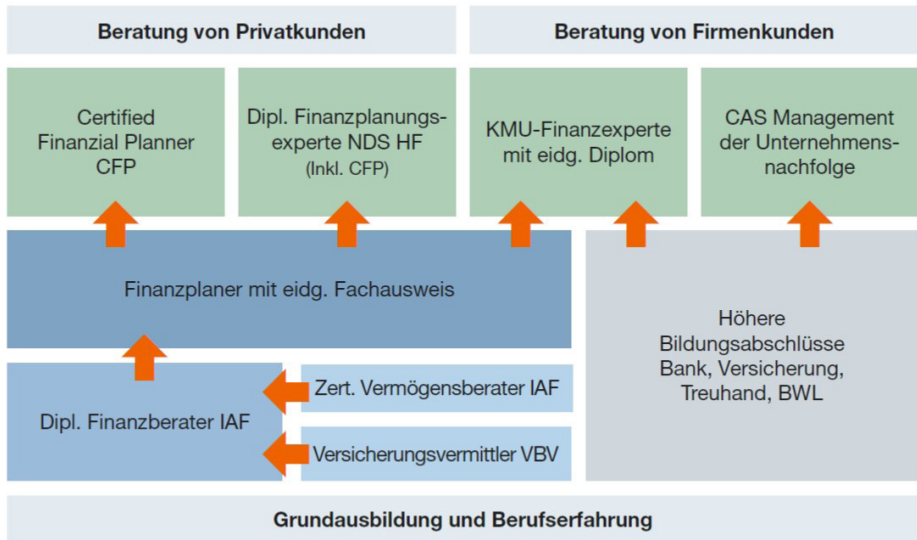 Beratung von Privatkunden
Beratung von Firmenkunden
Certified
Finanzial Planner
CFP
Dipl. Finanzplanungs-
experte NDS HF
(Inkl. CFP)
KMU-Finanzexperte
mit eidg. Diplom
CAS Management
der Unternehmens-
nachfolge
Finanzplaner mit eidg. Fachausweis
Höhere
Bildungsabschlüsse
Bank, Versicherung,
Treuhand, BWL
Dipl. Finanzberater IAF
Zert. Vermögensberater IAF
Versicherungsvermittler VBV
Grundausbildung und Berufserfahrung